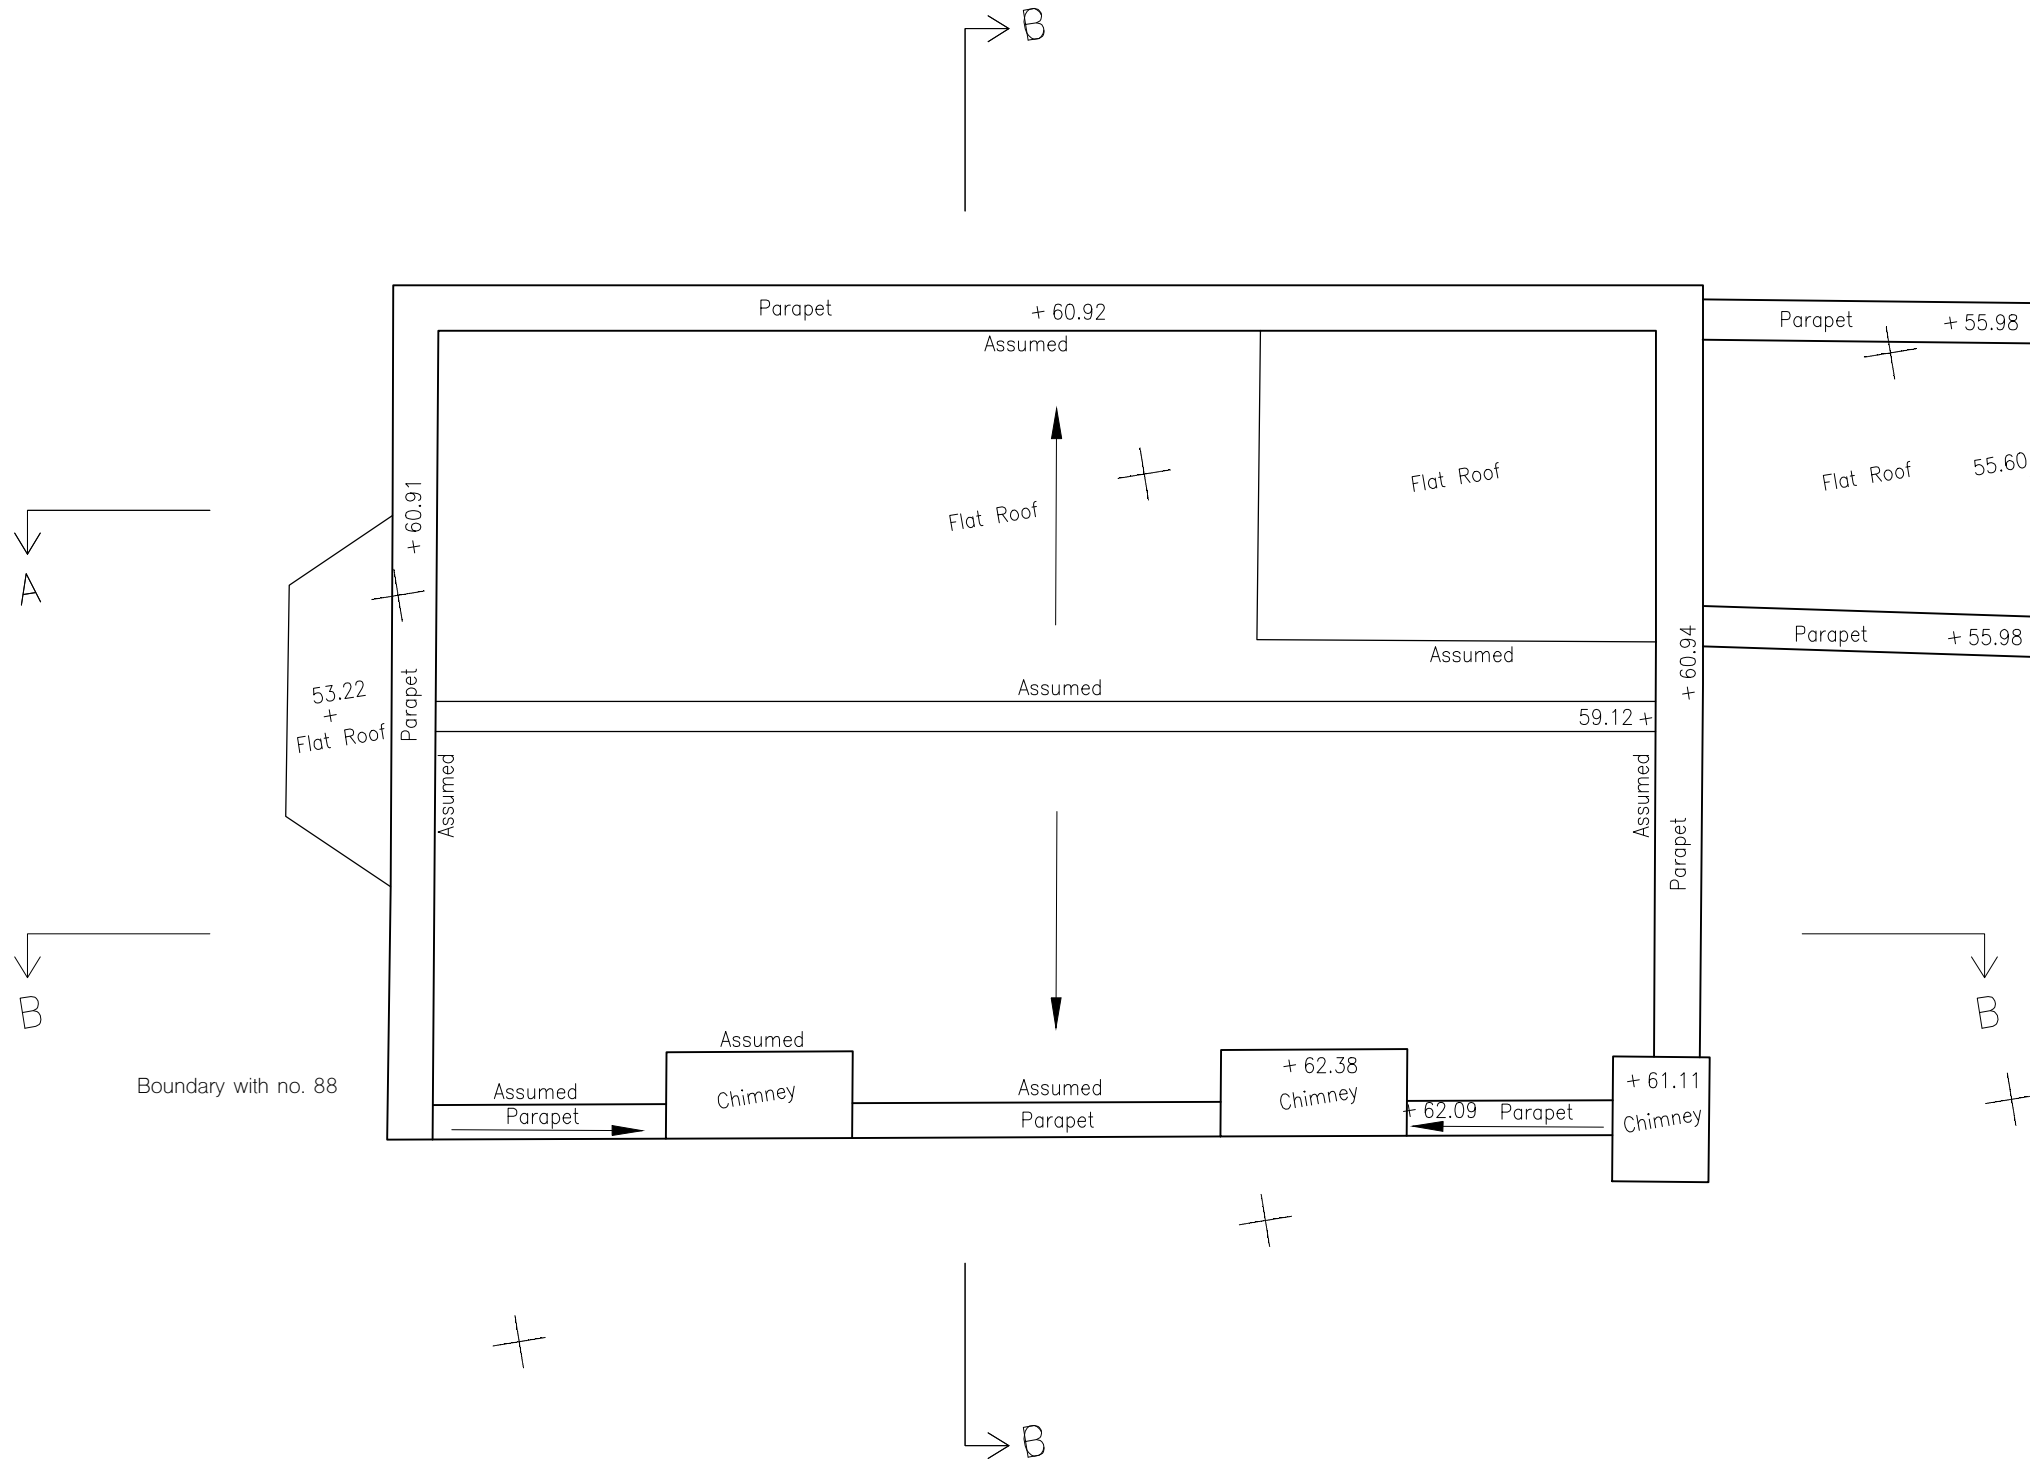 B
Parapet + 60.92
Assumed
Parapet + 55.98
+ 60.91
Flat Roof
Flat Roof
Flat Roof 55.60
A
Parapet
53.22
+
Flat Roof
+ 60.94
Parapet + 55.98
Assumed
Assumed
59.12 +
Assumed
Assumed
Parapet
B
B
Boundary with no. 88
Assumed
Parapet
Assumed
Chimney
Assumed
Parapet
+ 62.38
Chimney
+ 62.09 Parapet
+ 61.11
Chimney
B